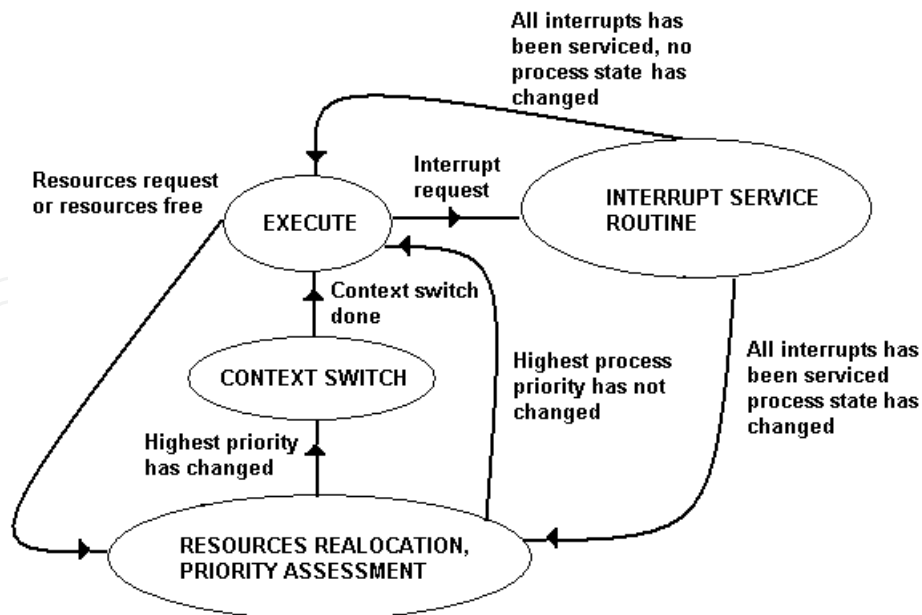 All interrupts has
been serviced, no
process state has
changed
Resources request
or resources free
Interrupt
request
EXECUTE
INTERRUPT SERVICE
ROUTINE
Context switch
done
CONTEXT SWITCH
Highest process
priority has not
changed
All interrupts has
been serviced
process state has
changed
Highest priority
has changed
RESOURCES REALOCATION,
PRIORITY ASSESSMENT